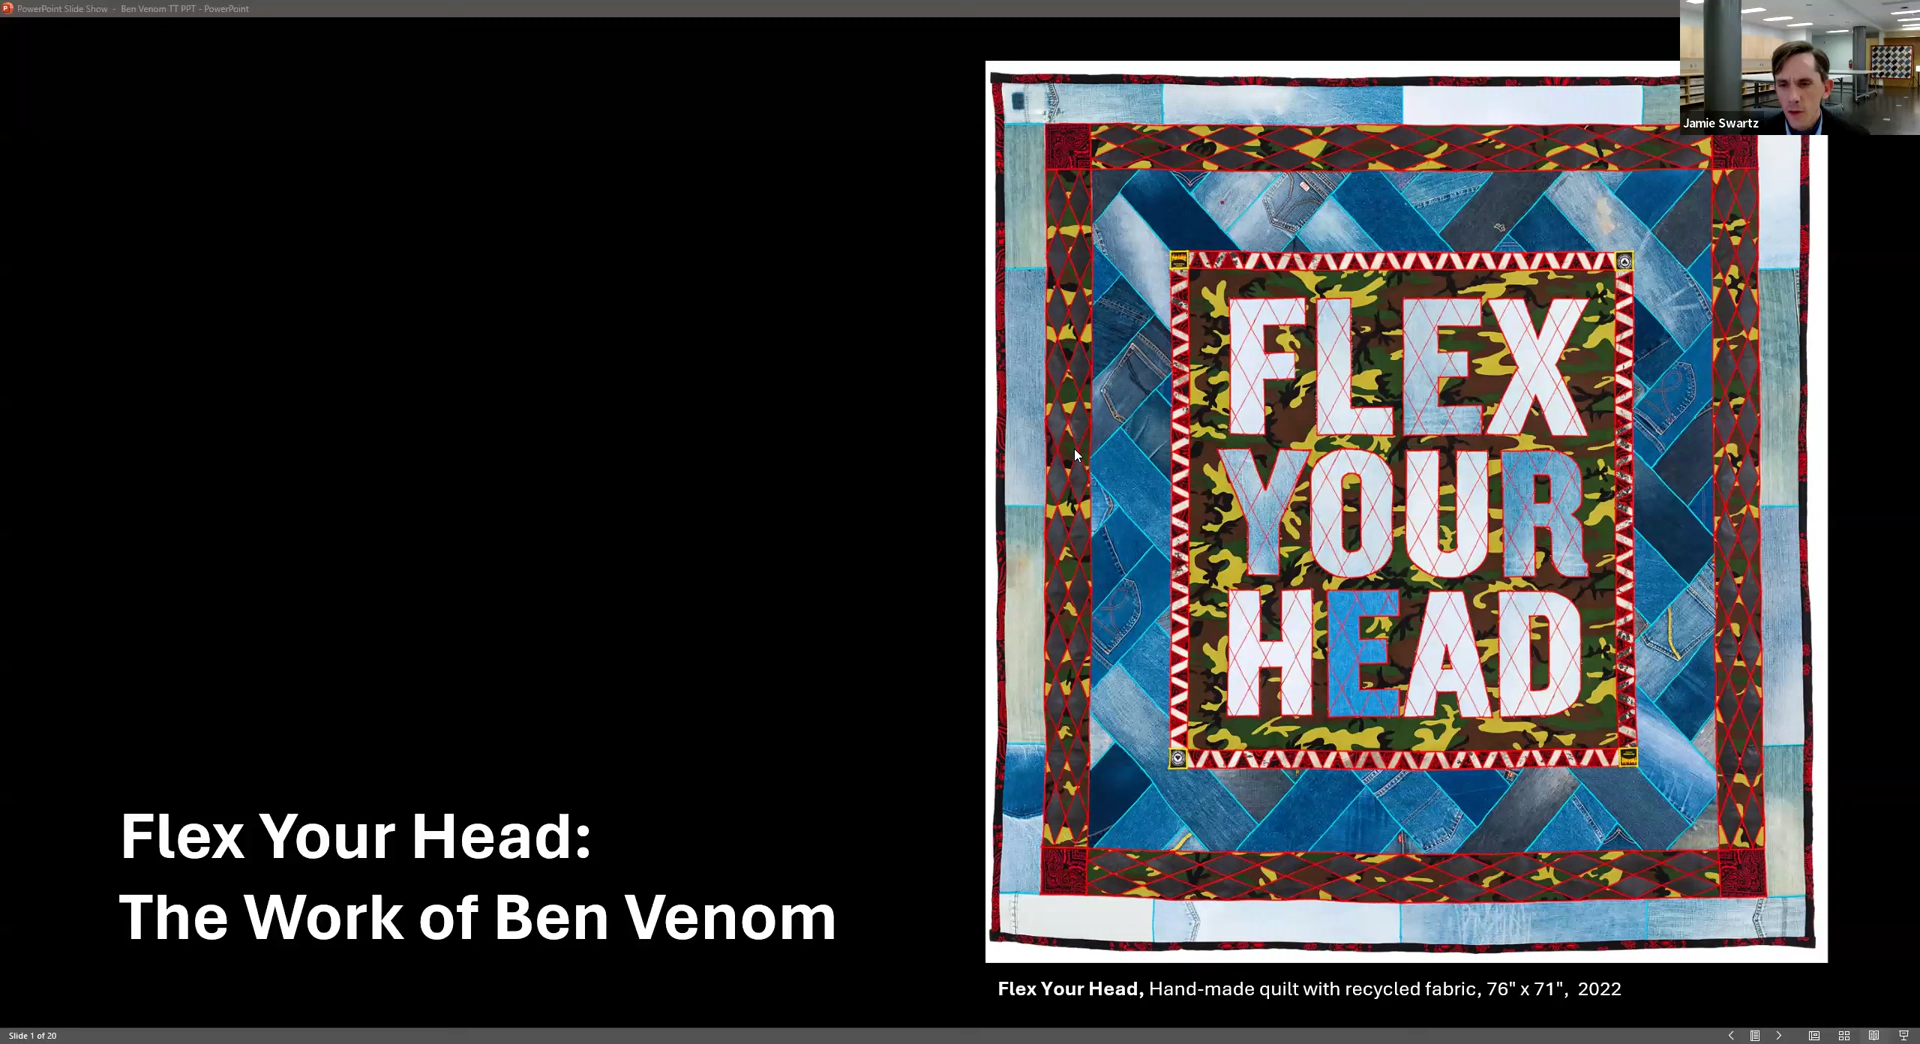 PowerPoint Slide Show - Ben Venom TT PPT - PowerPoint
Jamie Swartz
FLEX
YOUR
HEAD
Flex Your Head:
The Work of Ben Venom
Flex Your Head, Hand-made quilt with recycled fabric, 76" x 71", 2022
Slide 1 of 20